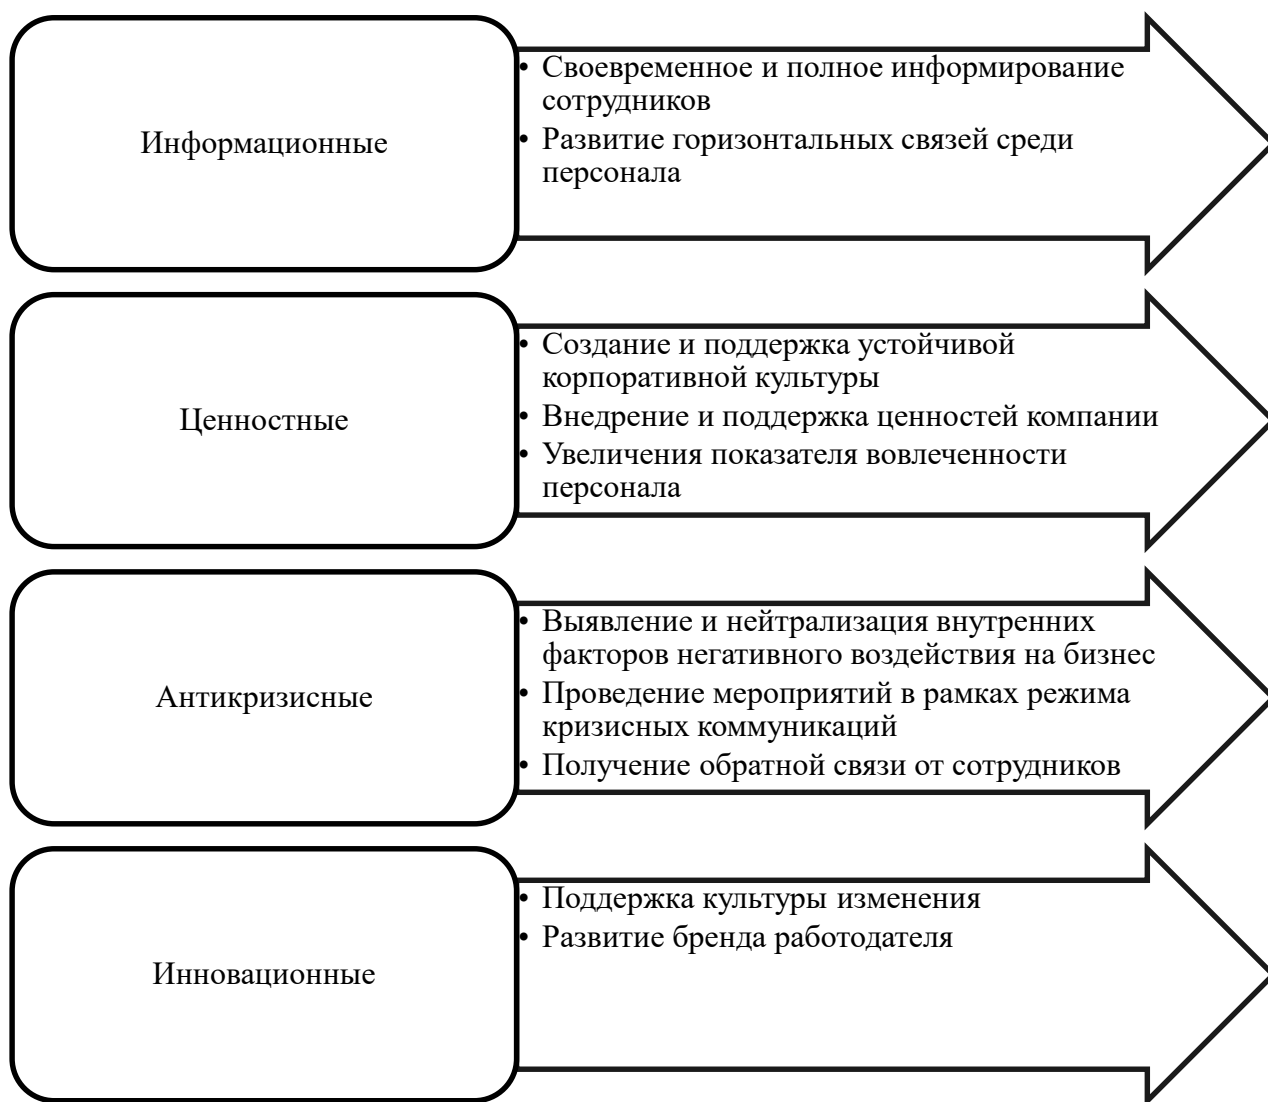 Информационные
• Своевременное и полное информирование
сотрудников
• Развитие горизонтальных связей среди
персонала
Ценностные
• Создание и поддержка устойчивой
корпоративной культуры
• Внедрение и поддержка ценностей компании
• Увеличения показателя вовлеченности
персонала
Антикризисные
• Выявление и нейтрализация внутренних
факторов негативного воздействия на бизнес
• Проведение мероприятий в рамках режима
кризисных коммуникаций
• Получение обратной связи от сотрудников
Инновационные
• Поддержка культуры изменения
• Развитие бренда работодателя